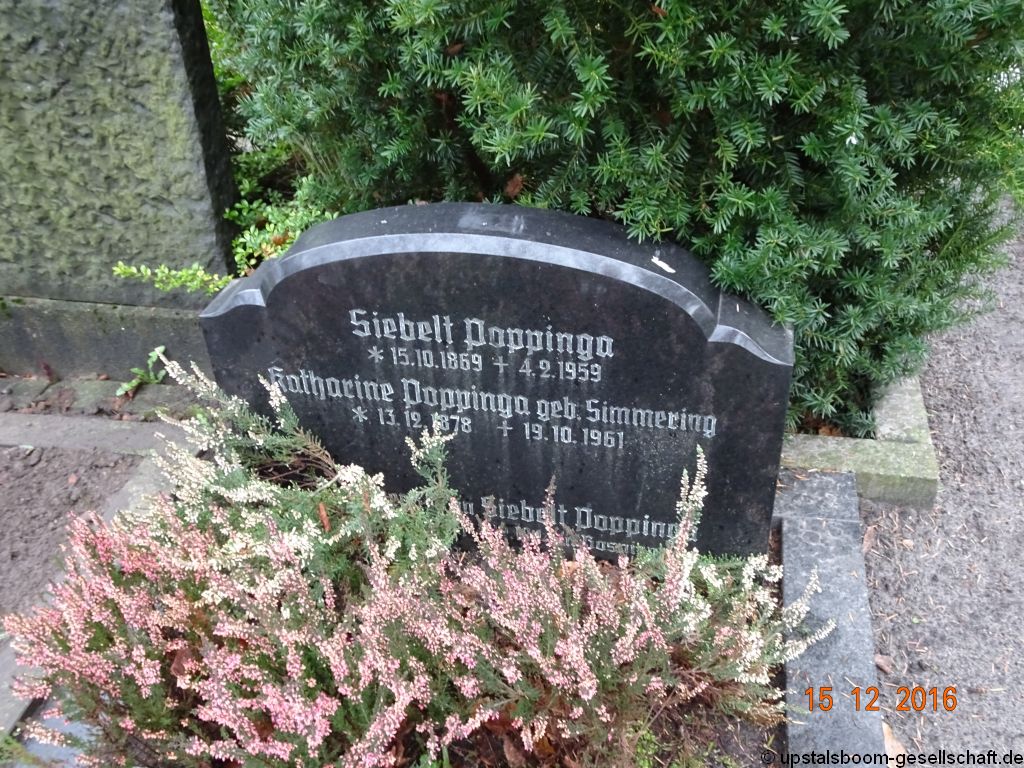 Siebelt Poppinga
* 15.10.1869 + 4.2.1959
Katharine Poppinga geb. Simmering
* 13.12.1878 + 19.10.1961
Siebelt Poppinga
15 12 2016
© upstalsboom-gesellschaft.de